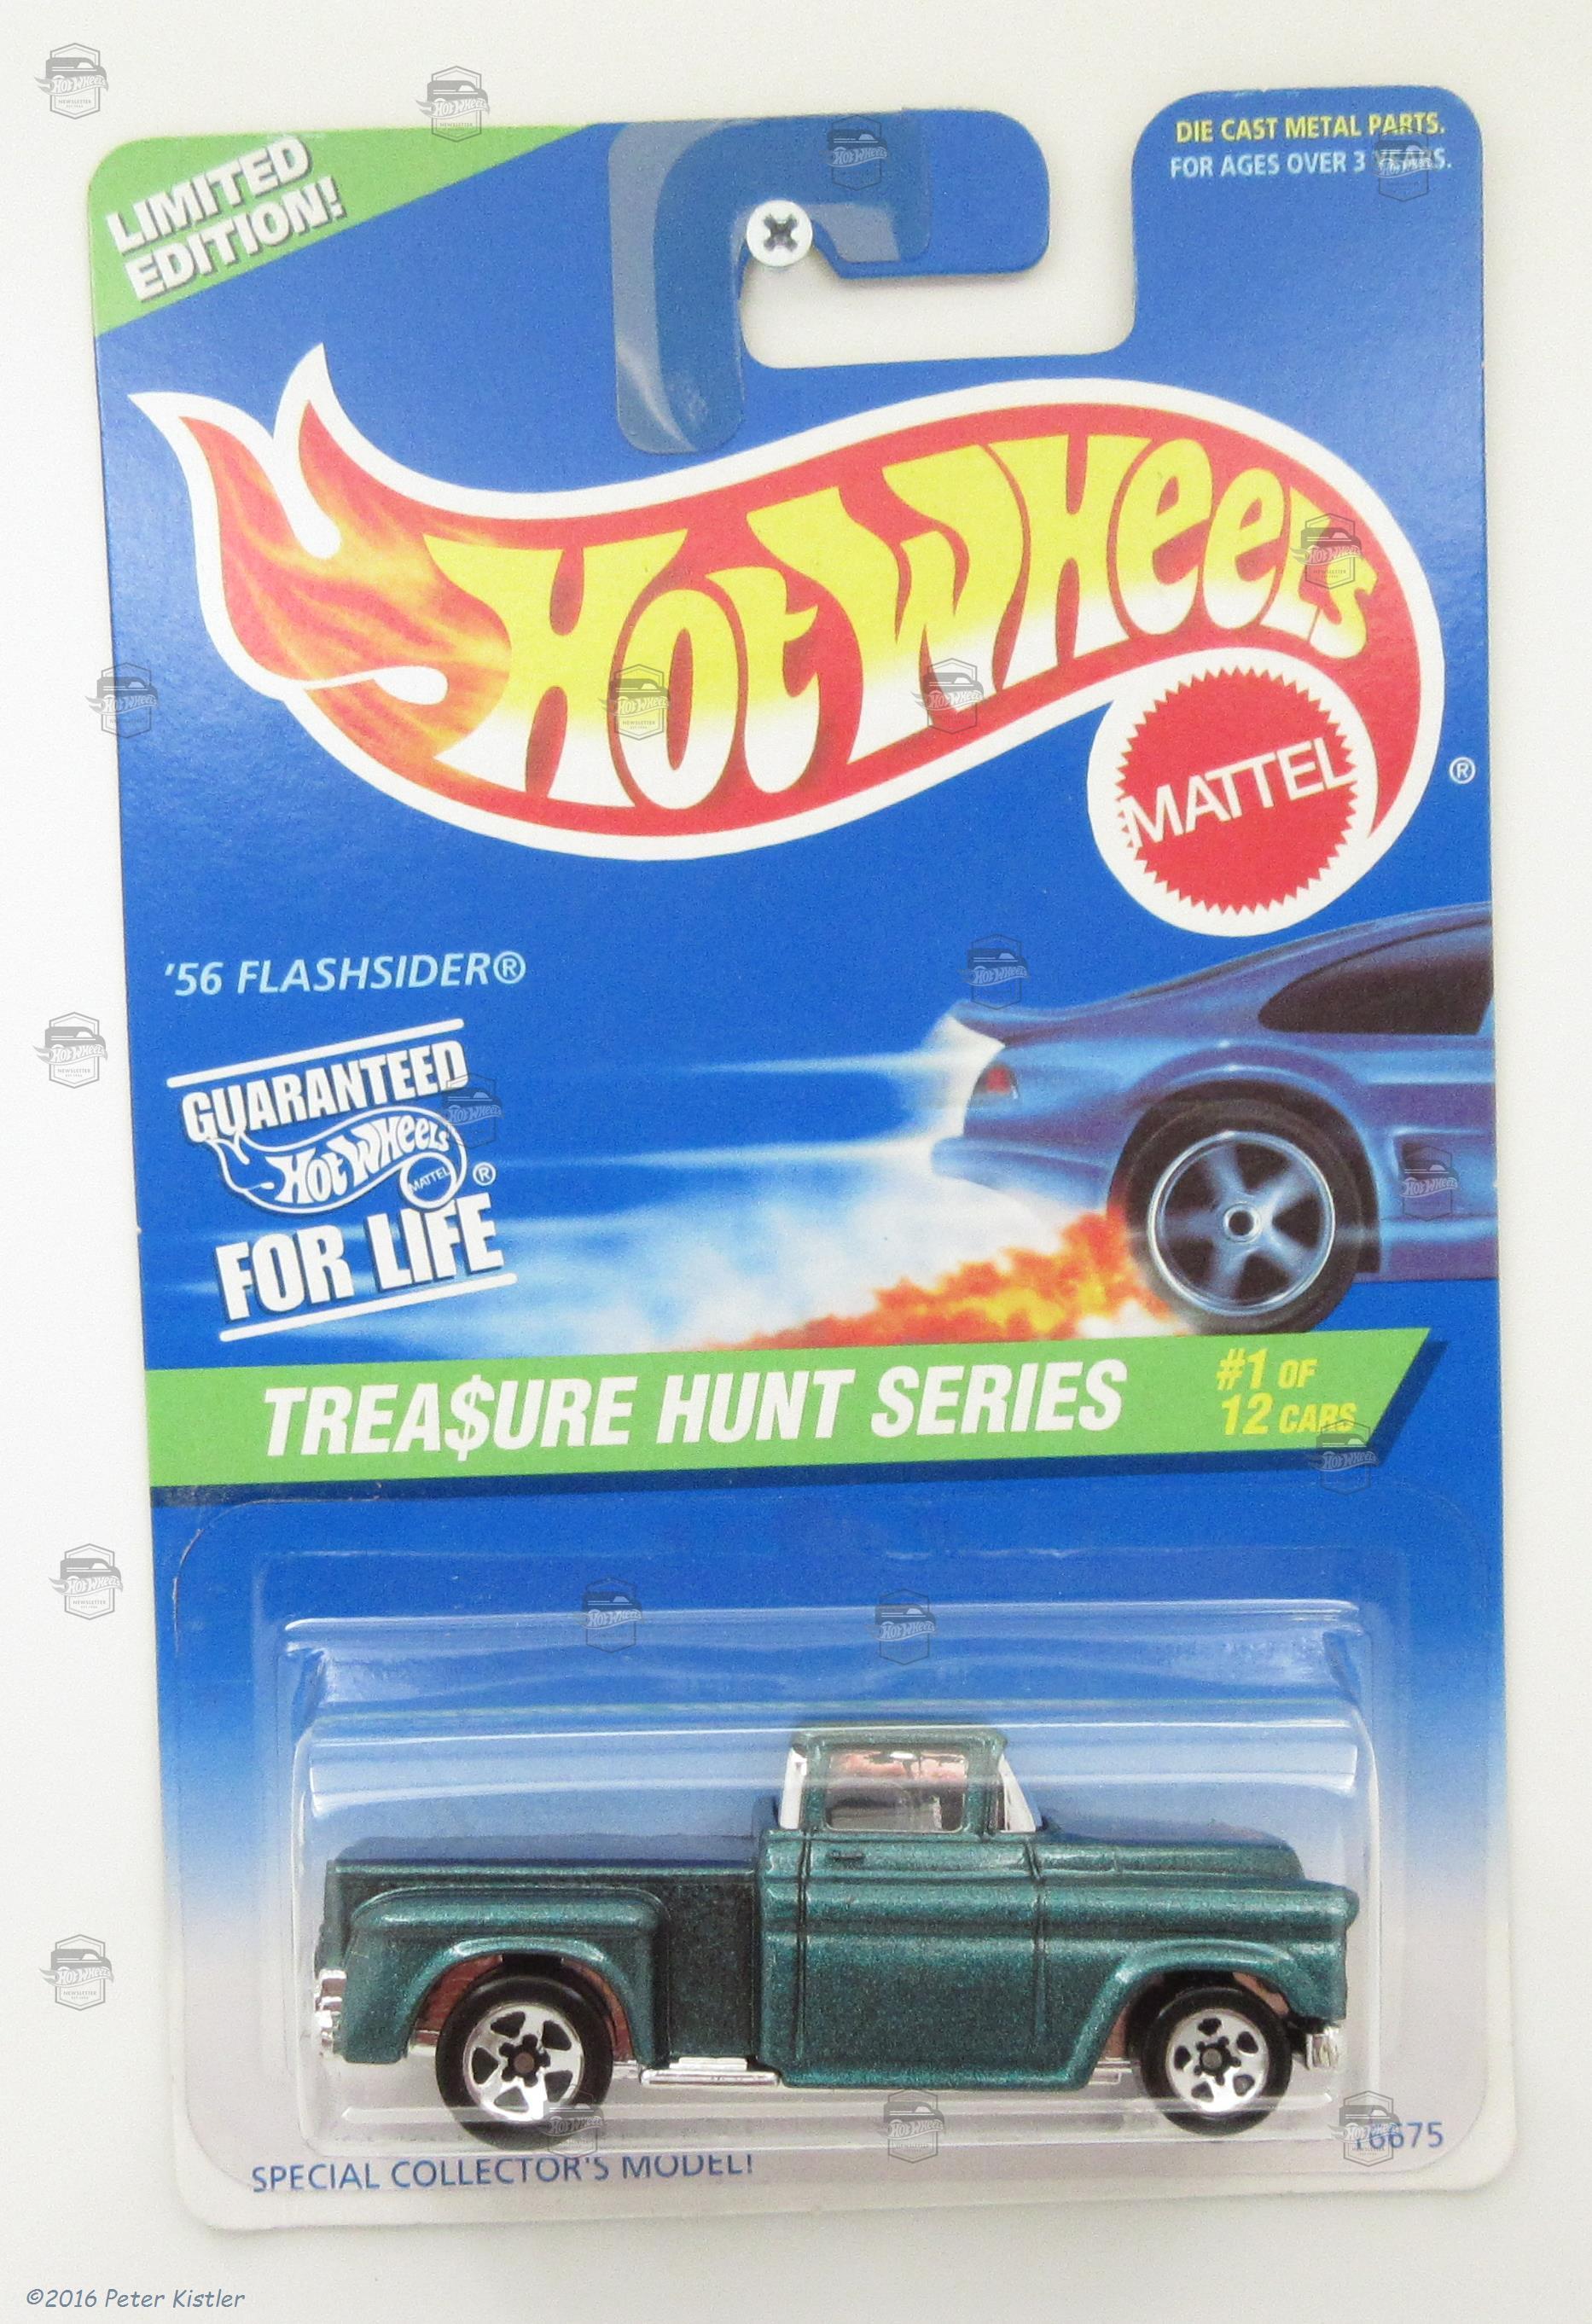 LIMITED
EDITION!
DIE CAST METAL PARTS.
FOR AGES OVER 3 YEARS.
HOT WHEELS
MATTEL
®
'56 FLASHSIDER®
GUARANTEED
HOT WHEELS
MATTEL ®
FOR LIFE
TREA$URE HUNT SERIES
#1 OF
12 CARS
SPECIAL COLLECTOR'S MODEL!
16675
©2016 Peter Kistler